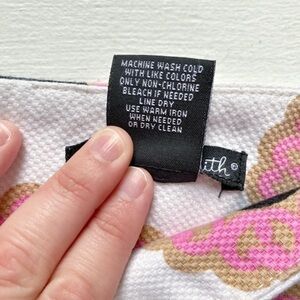 MACHINE WASH COLD
WITH LIKE COLORS
ONLY NON-CHLORINE
BLEACH IF NEEDED
LINE DRY
USE WARM IRON
WHEN NEEDED
OR DRY CLEAN
ith®